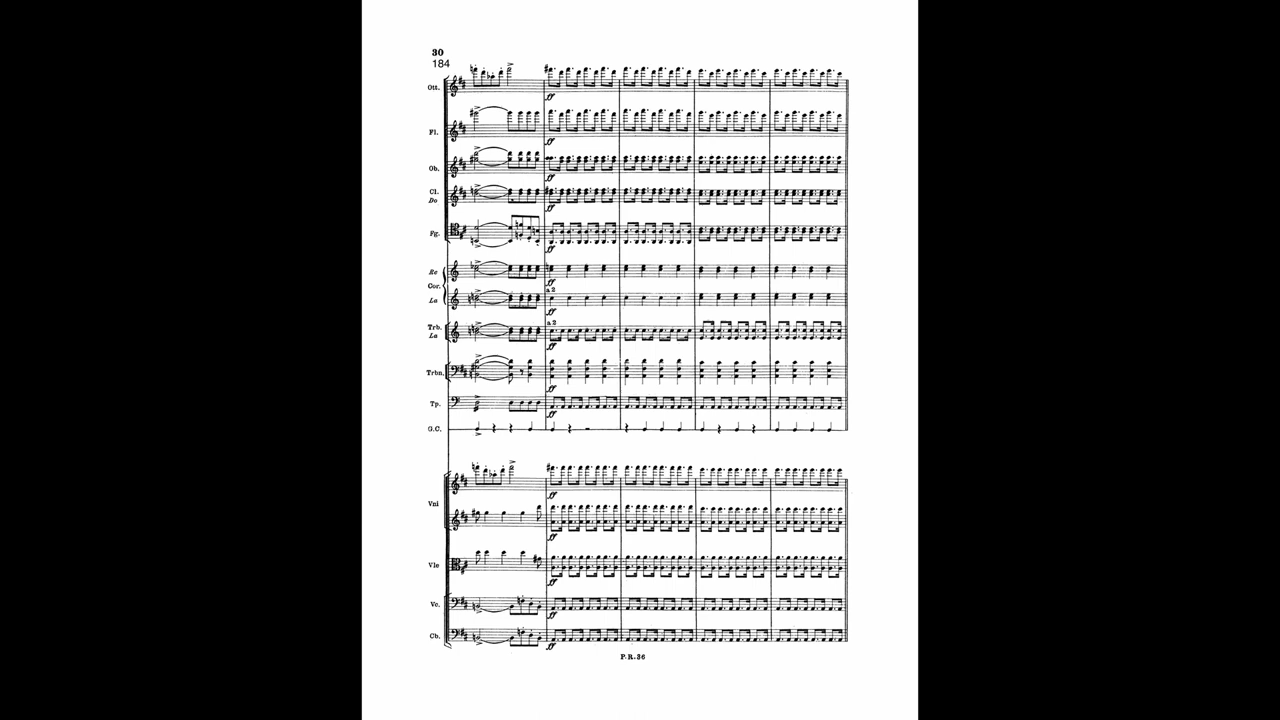 30
184
Ott.
ff
Fl.
ff
Ob.
ff
Cl.
Do
ff
Fg.
ff
Re
ff
Cor.
a 2
La
ff
a 2
Trb.
La
ff
Trbn.
ff
Tp.
ff
G.C.
ff
Vni
ff
Vle
ff
Vc.
ff
Cb.
ff
P.R.36